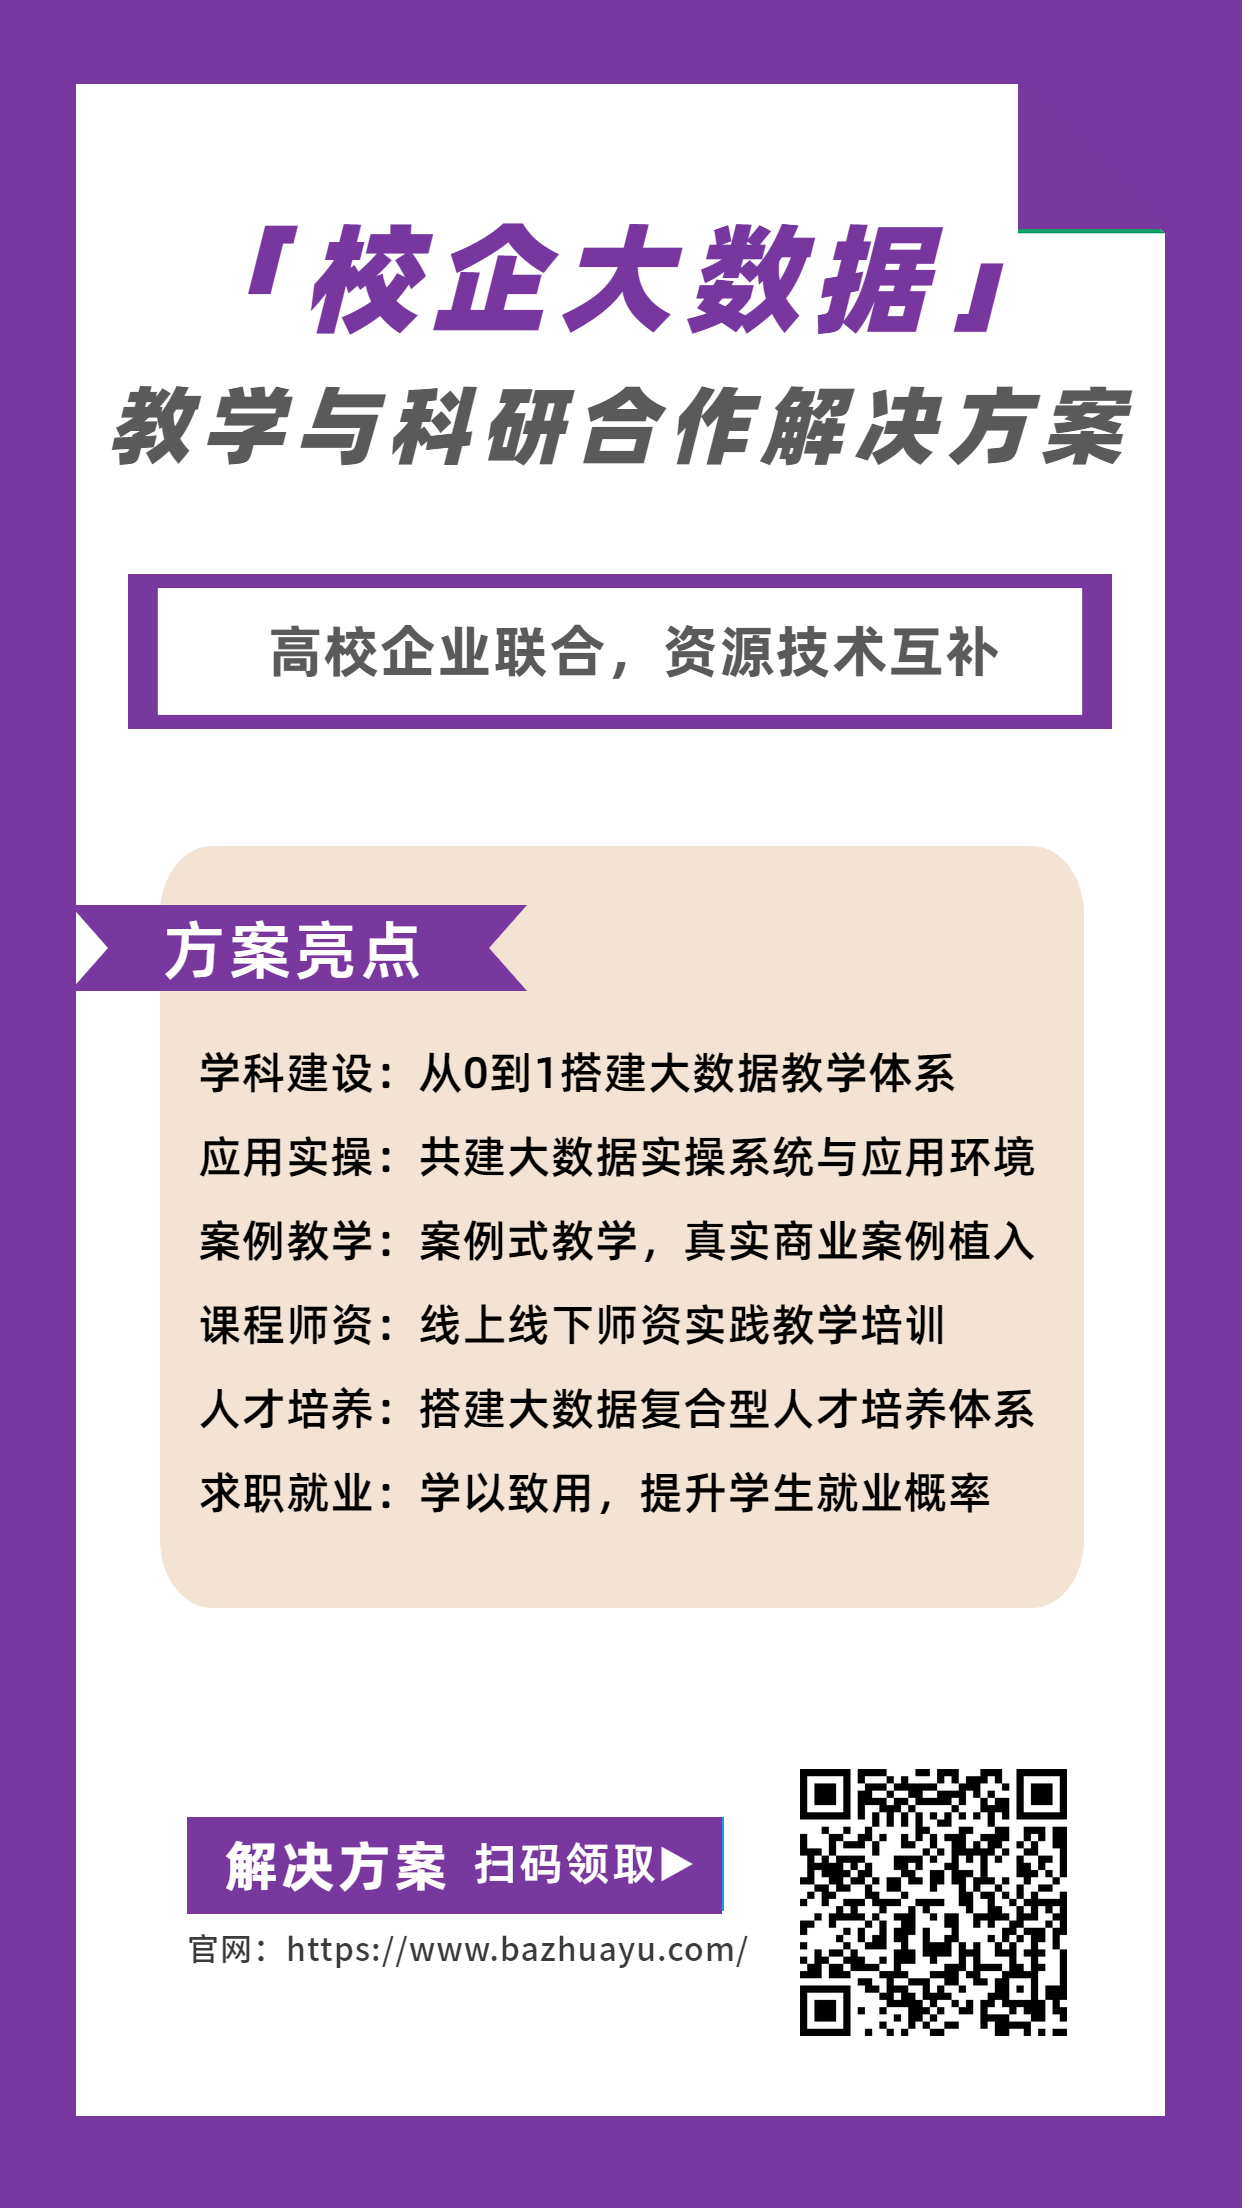 「校企大数据」
教学与科研合作解决方案
高校企业联合，资源技术互补
方案亮点
学科建设：从0到1搭建大数据教学体系
应用实操：共建大数据实操系统与应用环境
案例教学：案例式教学，真实商业案例植入
课程师资：线上线下师资实践教学培训
人才培养：搭建大数据复合型人才培养体系
求职就业：学以致用，提升学生就业概率
解决方案 扫码领取▶
官网：https://www.bazhuayu.com/